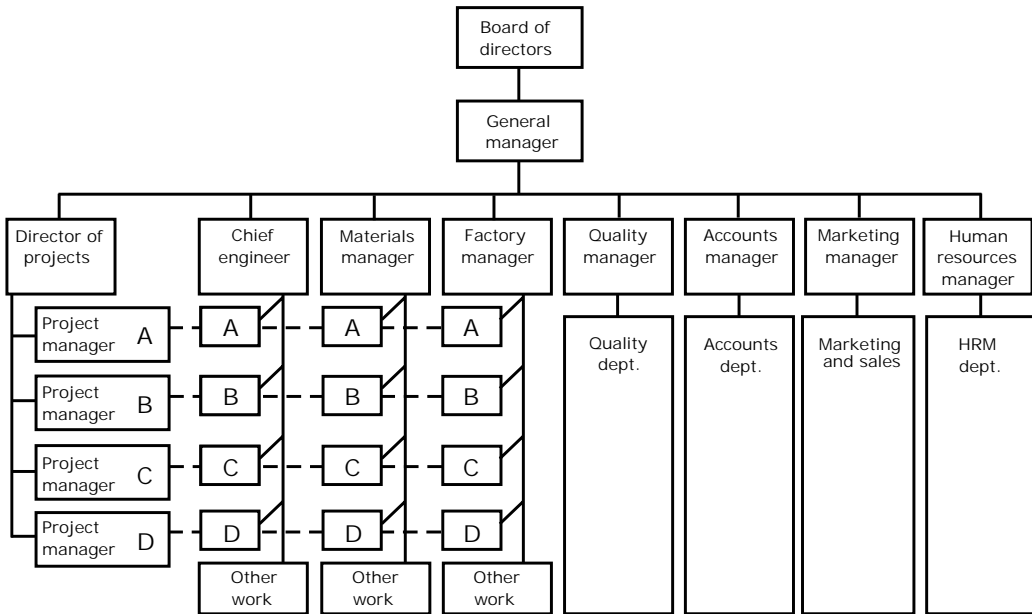 Board of
directors
General
manager
Director of
projects
Chief
engineer
Materials
manager
Factory
manager
Quality
manager
Accounts
manager
Marketing
manager
Human
resources
manager
Project
manager A
A
A
A
Project
manager B
B
B
B
Project
manager C
C
C
C
Project
manager D
D
D
D
Other
work
Other
work
Other
work
Quality
dept.
Accounts
dept.
Marketing
and sales
HRM
dept.